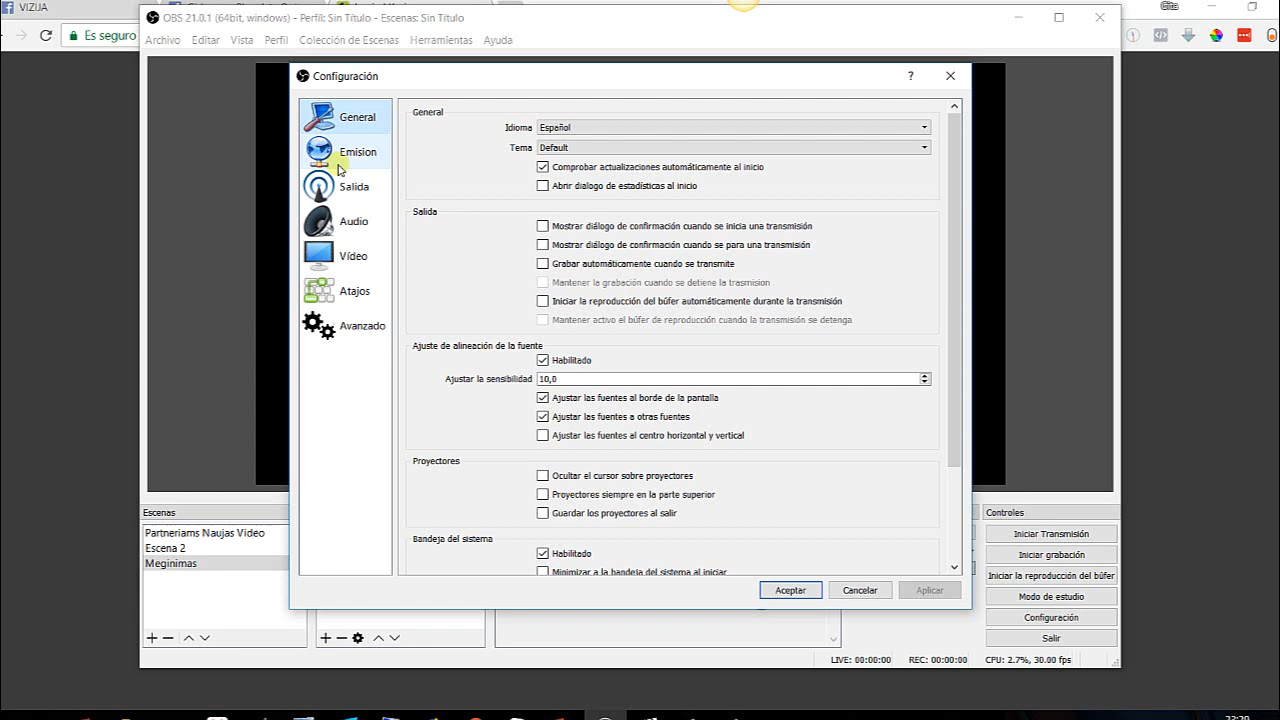 VIZIJA
Gita
Es seguro
OBS 21.0.1 (64bit, windows) - Perfil: Sin Título - Escenas: Sin Título
Archivo Editar Vista Perfil Colección de Escenas Herramientas Ayuda
Configuración
?
General
Emision
Salida
Audio
Vídeo
Atajos
Avanzado
General
Idioma Español
Tema Default
Comprobar actualizaciones automáticamente al inicio
Abrir dialogo de estadísticas al inicio
Salida
Mostrar diálogo de confirmación cuando se inicia una transmisión
Mostrar diálogo de confirmación cuando se para una transmisión
Grabar automáticamente cuando se transmite
Mantener la grabación cuando se detiene la trasmision
Iniciar la reproducción del búfer automáticamente durante la transmisión
Mantener activo el búfer de reproducción cuando la transmisión se detenga
Ajuste de alineación de la fuente
Habilitado
Ajustar la sensibilidad 10,0
Ajustar las fuentes al borde de la pantalla
Ajustar las fuentes a otras fuentes
Ajustar las fuentes al centro horizontal y vertical
Proyectores
Ocultar el cursor sobre proyectores
Proyectores siempre en la parte superior
Guardar los proyectores al salir
Bandeja del sistema
Habilitado
Minimizar a la bandeja del sistema al iniciar
Aceptar Cancelar Aplicar
Escenas
Partneriams Naujas Video
Escena 2
Meginimas
Controles
Iniciar Transmisión
Iniciar grabación
Iniciar la reproducción del búfer
Modo de estudio
Configuración
Salir
LIVE: 00:00:00 REC: 00:00:00 CPU: 2.7%, 30.00 fps